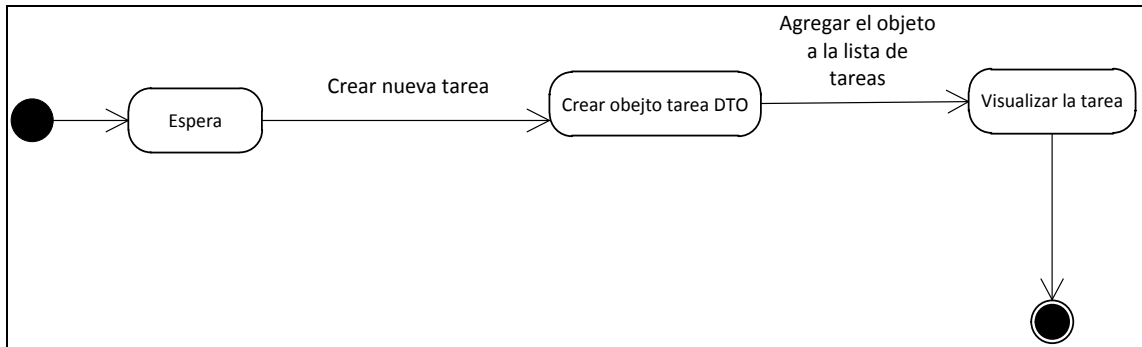 Espera
Crear nueva tarea
Crear obejto tarea DTO
Agregar el objeto
a la lista de
tareas
Visualizar la tarea